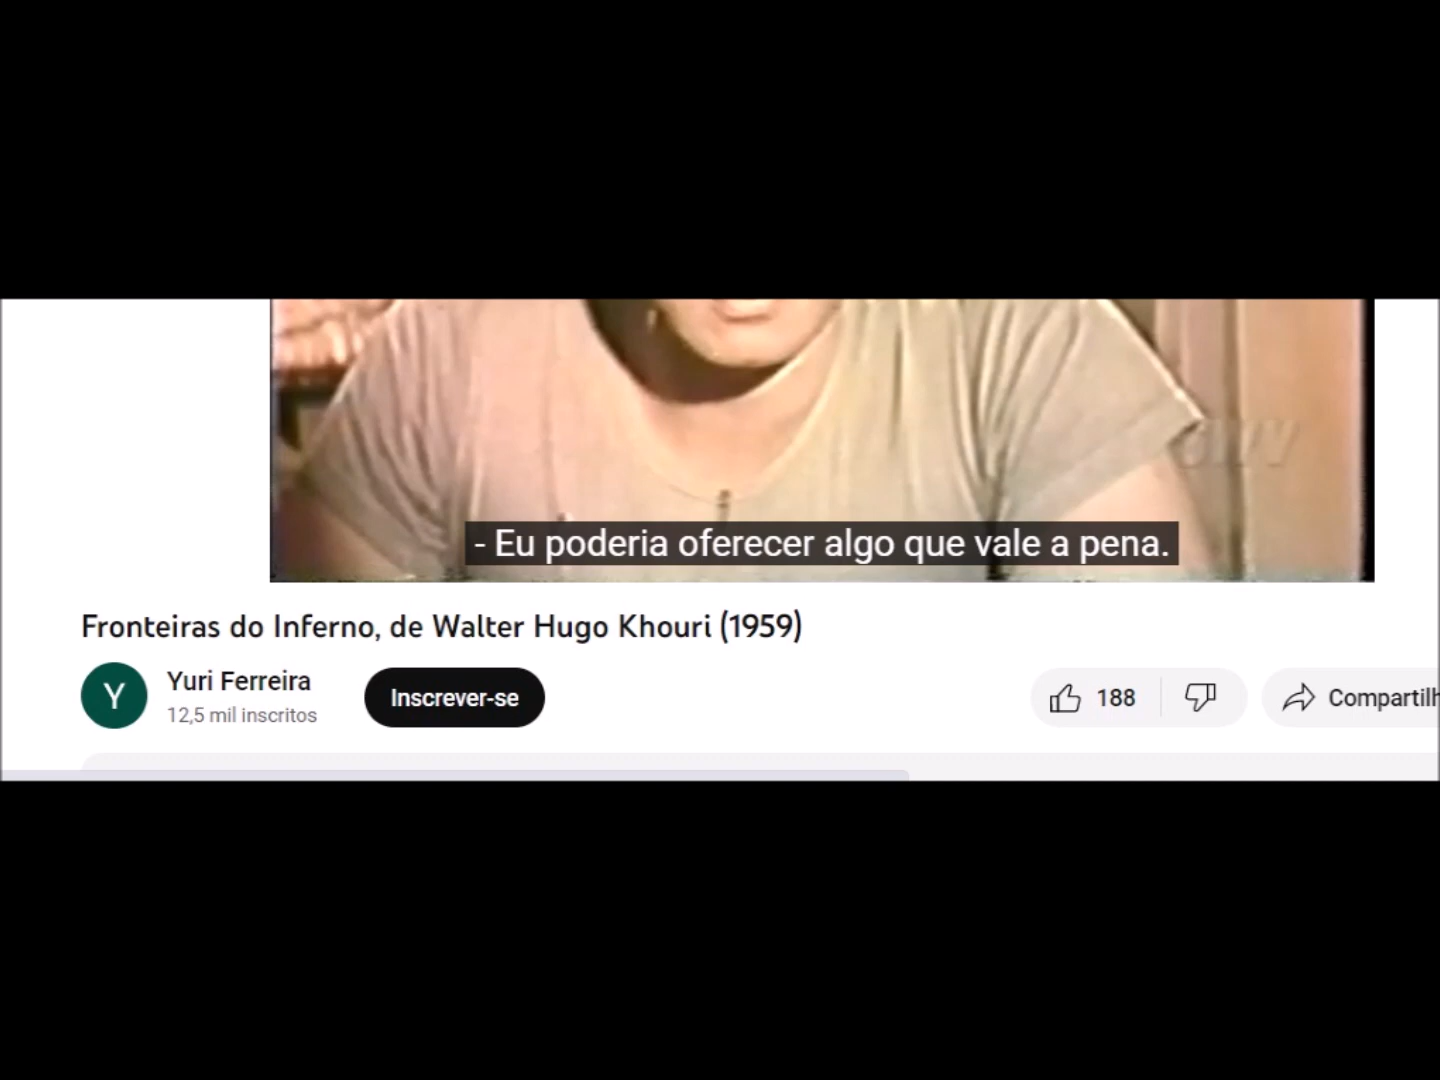 - Eu poderia oferecer algo que vale a pena.
Fronteiras do Inferno, de Walter Hugo Khouri (1959)
Y
Yuri Ferreira
12,5 mil inscritos
Inscrever-se
188
Compartilh